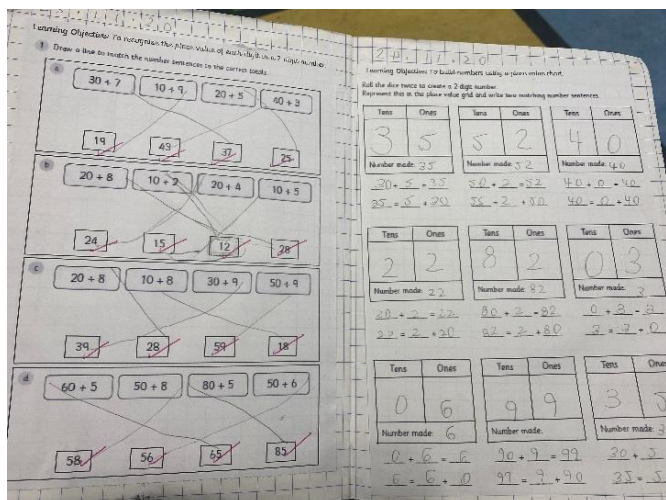 Learning Objective: To recognise the place value of each digit in a 2-digit number.
1 Draw a line to match the number sentences to the correct totals.
a
30 + 7 10 + 9 20 + 5 40 + 3
19 43 37 25
b
20 + 8 10 + 2 20 + 4 10 + 5
24 15 12 28
c
20 + 8 10 + 8 30 + 9 50 + 9
39 28 59 18
d
60 + 5 50 + 8 80 + 5 50 + 6
58 56 65 85
Learning Objective: To build numbers using a place value chart.
Roll the dice twice to create a 2-digit number.
Represent this in the place value grid and write two matching number sentences.
Tens Ones Tens Ones Tens Ones
3 5 5 2 4 0
Number made: 35 Number made: 52 Number made: 40
30 + 5 = 35 50 + 2 = 52 40 + 0 = 40
35 = 5 + 30 = 2 + 50 40 = 0 + 40
Tens Ones Tens Ones Tens Ones
2 2 8 2 0 3
Number made: 22 Number made: 82 Number made: 3
20 + 2 = 22 80 + 2 = 82 0 + 3 = 3
22 = 2 + 20 82 = 2 + 80 3 = 3 + 0
Tens Ones Tens Ones Tens Ones
0 6 9 9 3 5
Number made: 6 Number made: Number made: 3
0 + 6 = 6 90 + 9 = 99 30 + 5
6 = 6 + 0 = 9 + 90 35 = 5